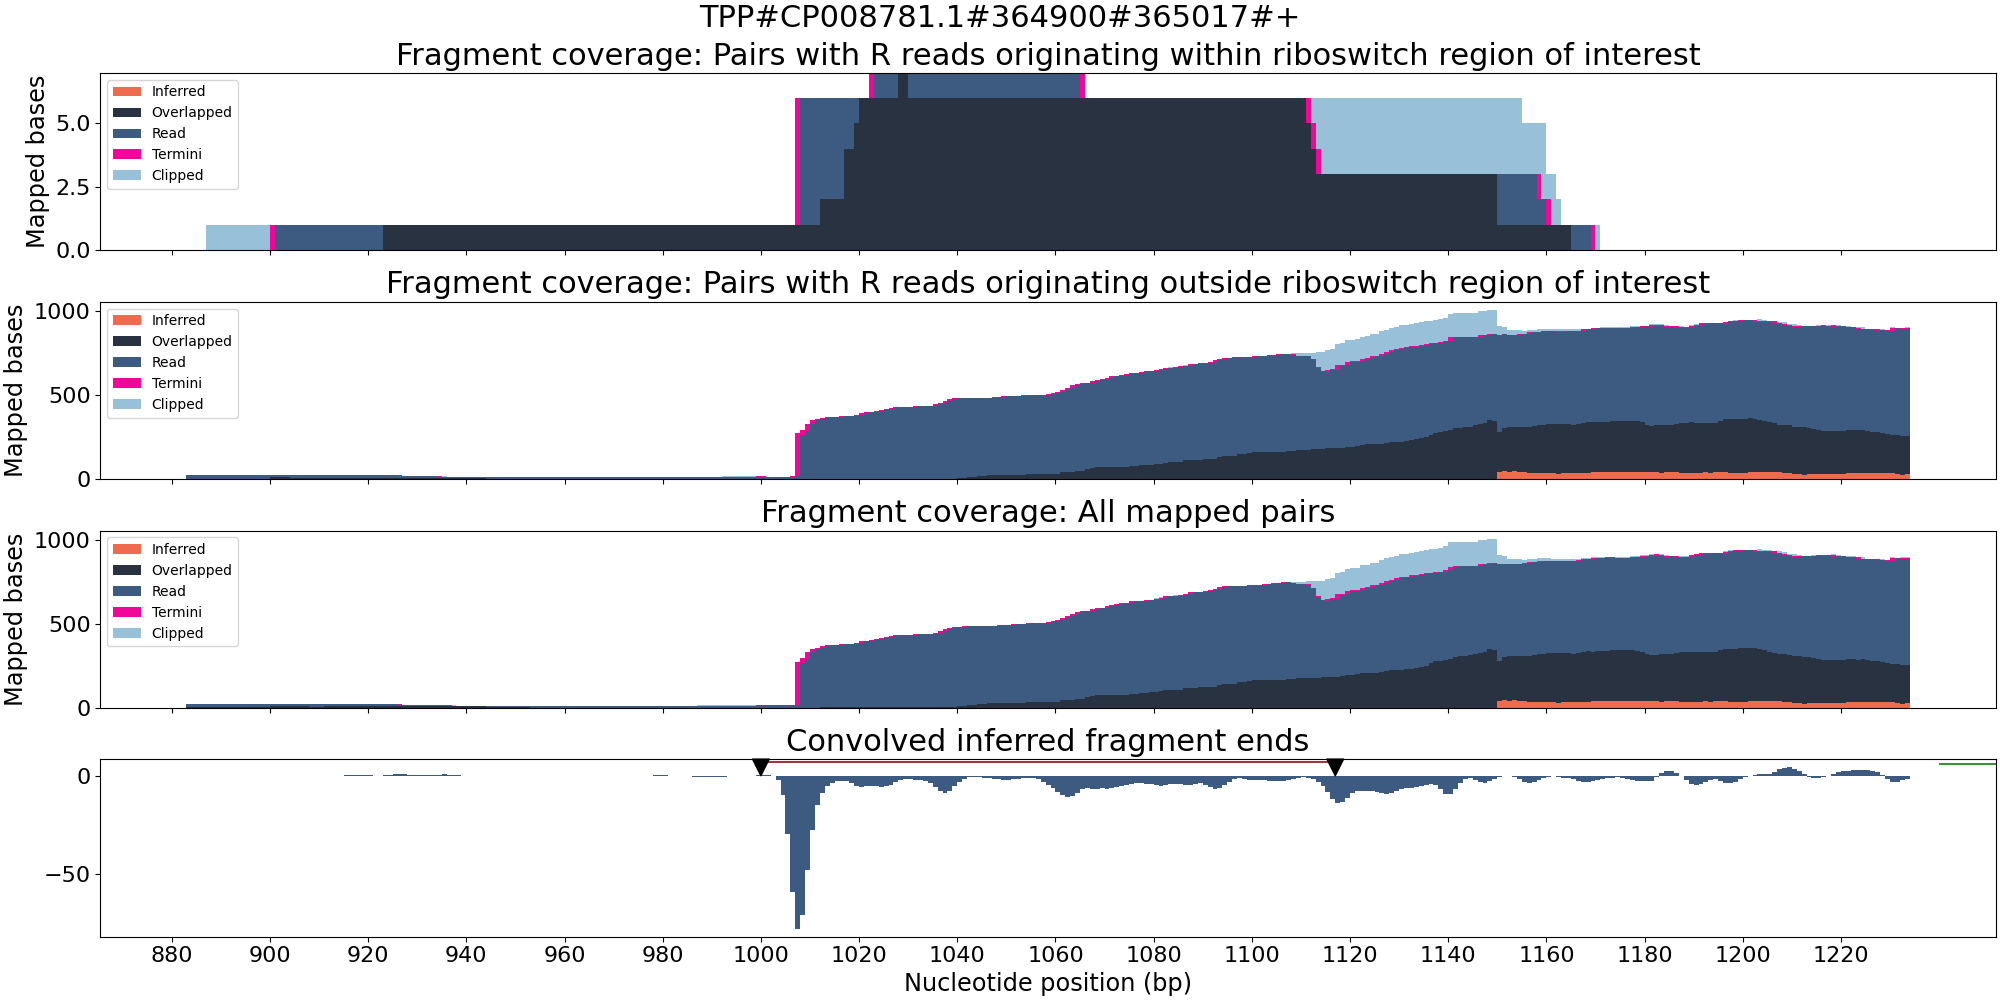 TPP#CP008781.1#364900#365017#+
Fragment coverage: Pairs with R reads originating within riboswitch region of interest
Mapped bases
5.0
2.5
0.0
Inferred
Overlapped
Read
Termini
Clipped
Fragment coverage: Pairs with R reads originating outside riboswitch region of interest
Mapped bases
1000
500
0
Inferred
Overlapped
Read
Termini
Clipped
Fragment coverage: All mapped pairs
Mapped bases
1000
500
0
Inferred
Overlapped
Read
Termini
Clipped
Convolved inferred fragment ends
0
−50
880 900 920 940 960 980 1000 1020 1040 1060 1080 1100 1120 1140 1160 1180 1200 1220
Nucleotide position (bp)